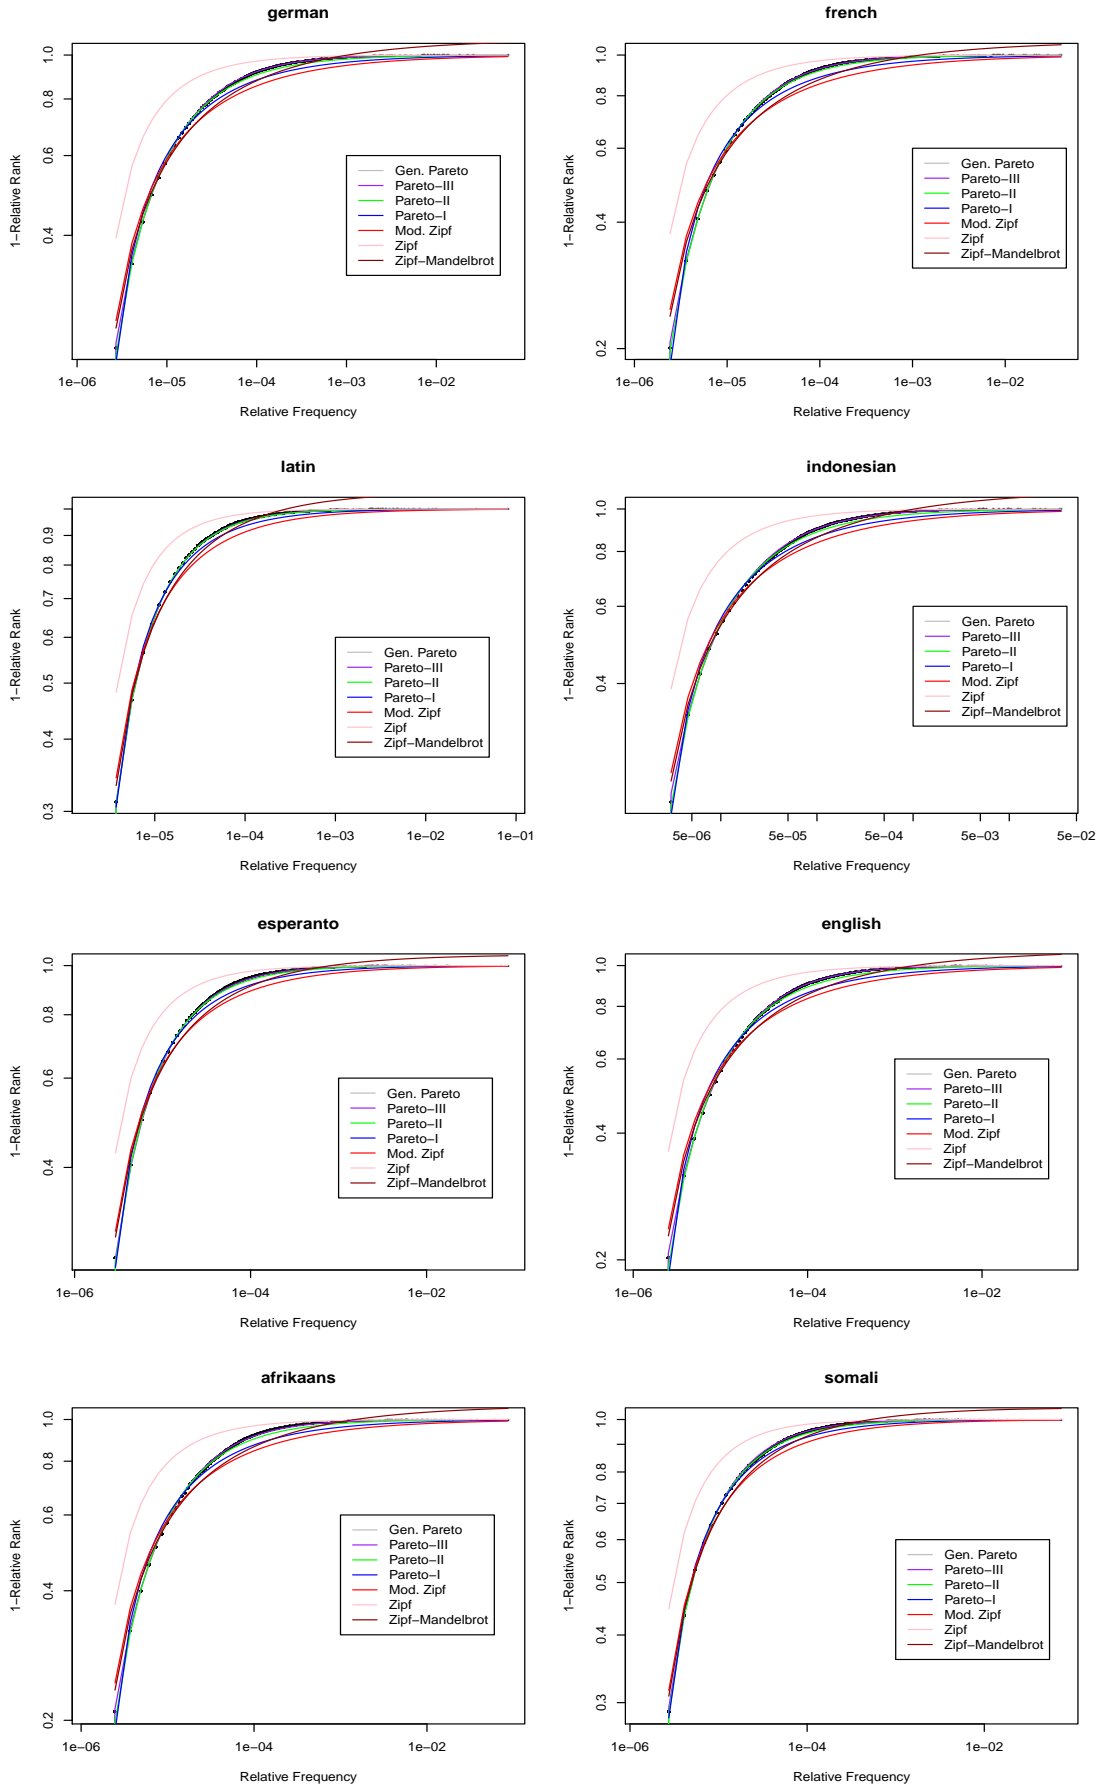 german
1-Relative Rank
1.0
0.8
0.6
0.4
Gen. Pareto
Pareto-III
Pareto-II
Pareto-I
Mod. Zipf
Zipf
Zipf-Mandelbrot
1e-06 1e-05 1e-04 1e-03 1e-02
Relative Frequency
french
1-Relative Rank
1.0
0.8
0.6
0.4
0.2
Gen. Pareto
Pareto-III
Pareto-II
Pareto-I
Mod. Zipf
Zipf
Zipf-Mandelbrot
1e-06 1e-05 1e-04 1e-03 1e-02
Relative Frequency
latin
1-Relative Rank
0.9
0.8
0.7
0.6
0.5
0.4
0.3
Gen. Pareto
Pareto-III
Pareto-II
Pareto-I
Mod. Zipf
Zipf
Zipf-Mandelbrot
1e-05 1e-04 1e-03 1e-02 1e-01
Relative Frequency
indonesian
1-Relative Rank
1.0
0.8
0.6
0.4
Gen. Pareto
Pareto-III
Pareto-II
Pareto-I
Mod. Zipf
Zipf
Zipf-Mandelbrot
5e-06 5e-05 5e-04 5e-03 5e-02
Relative Frequency
esperanto
1-Relative Rank
1.0
0.8
0.6
0.4
Gen. Pareto
Pareto-III
Pareto-II
Pareto-I
Mod. Zipf
Zipf
Zipf-Mandelbrot
1e-06 1e-04 1e-02
Relative Frequency
english
1-Relative Rank
1.0
0.8
0.6
0.4
0.2
Gen. Pareto
Pareto-III
Pareto-II
Pareto-I
Mod. Zipf
Zipf
Zipf-Mandelbrot
1e-06 1e-04 1e-02
Relative Frequency
afrikaans
1-Relative Rank
1.0
0.8
0.6
0.4
0.2
Gen. Pareto
Pareto-III
Pareto-II
Pareto-I
Mod. Zipf
Zipf
Zipf-Mandelbrot
1e-06 1e-04 1e-02
Relative Frequency
somali
1-Relative Rank
1.0
0.8
0.7
0.6
0.5
0.4
0.3
Gen. Pareto
Pareto-III
Pareto-II
Pareto-I
Mod. Zipf
Zipf
Zipf-Mandelbrot
1e-06 1e-04 1e-02
Relative Frequency